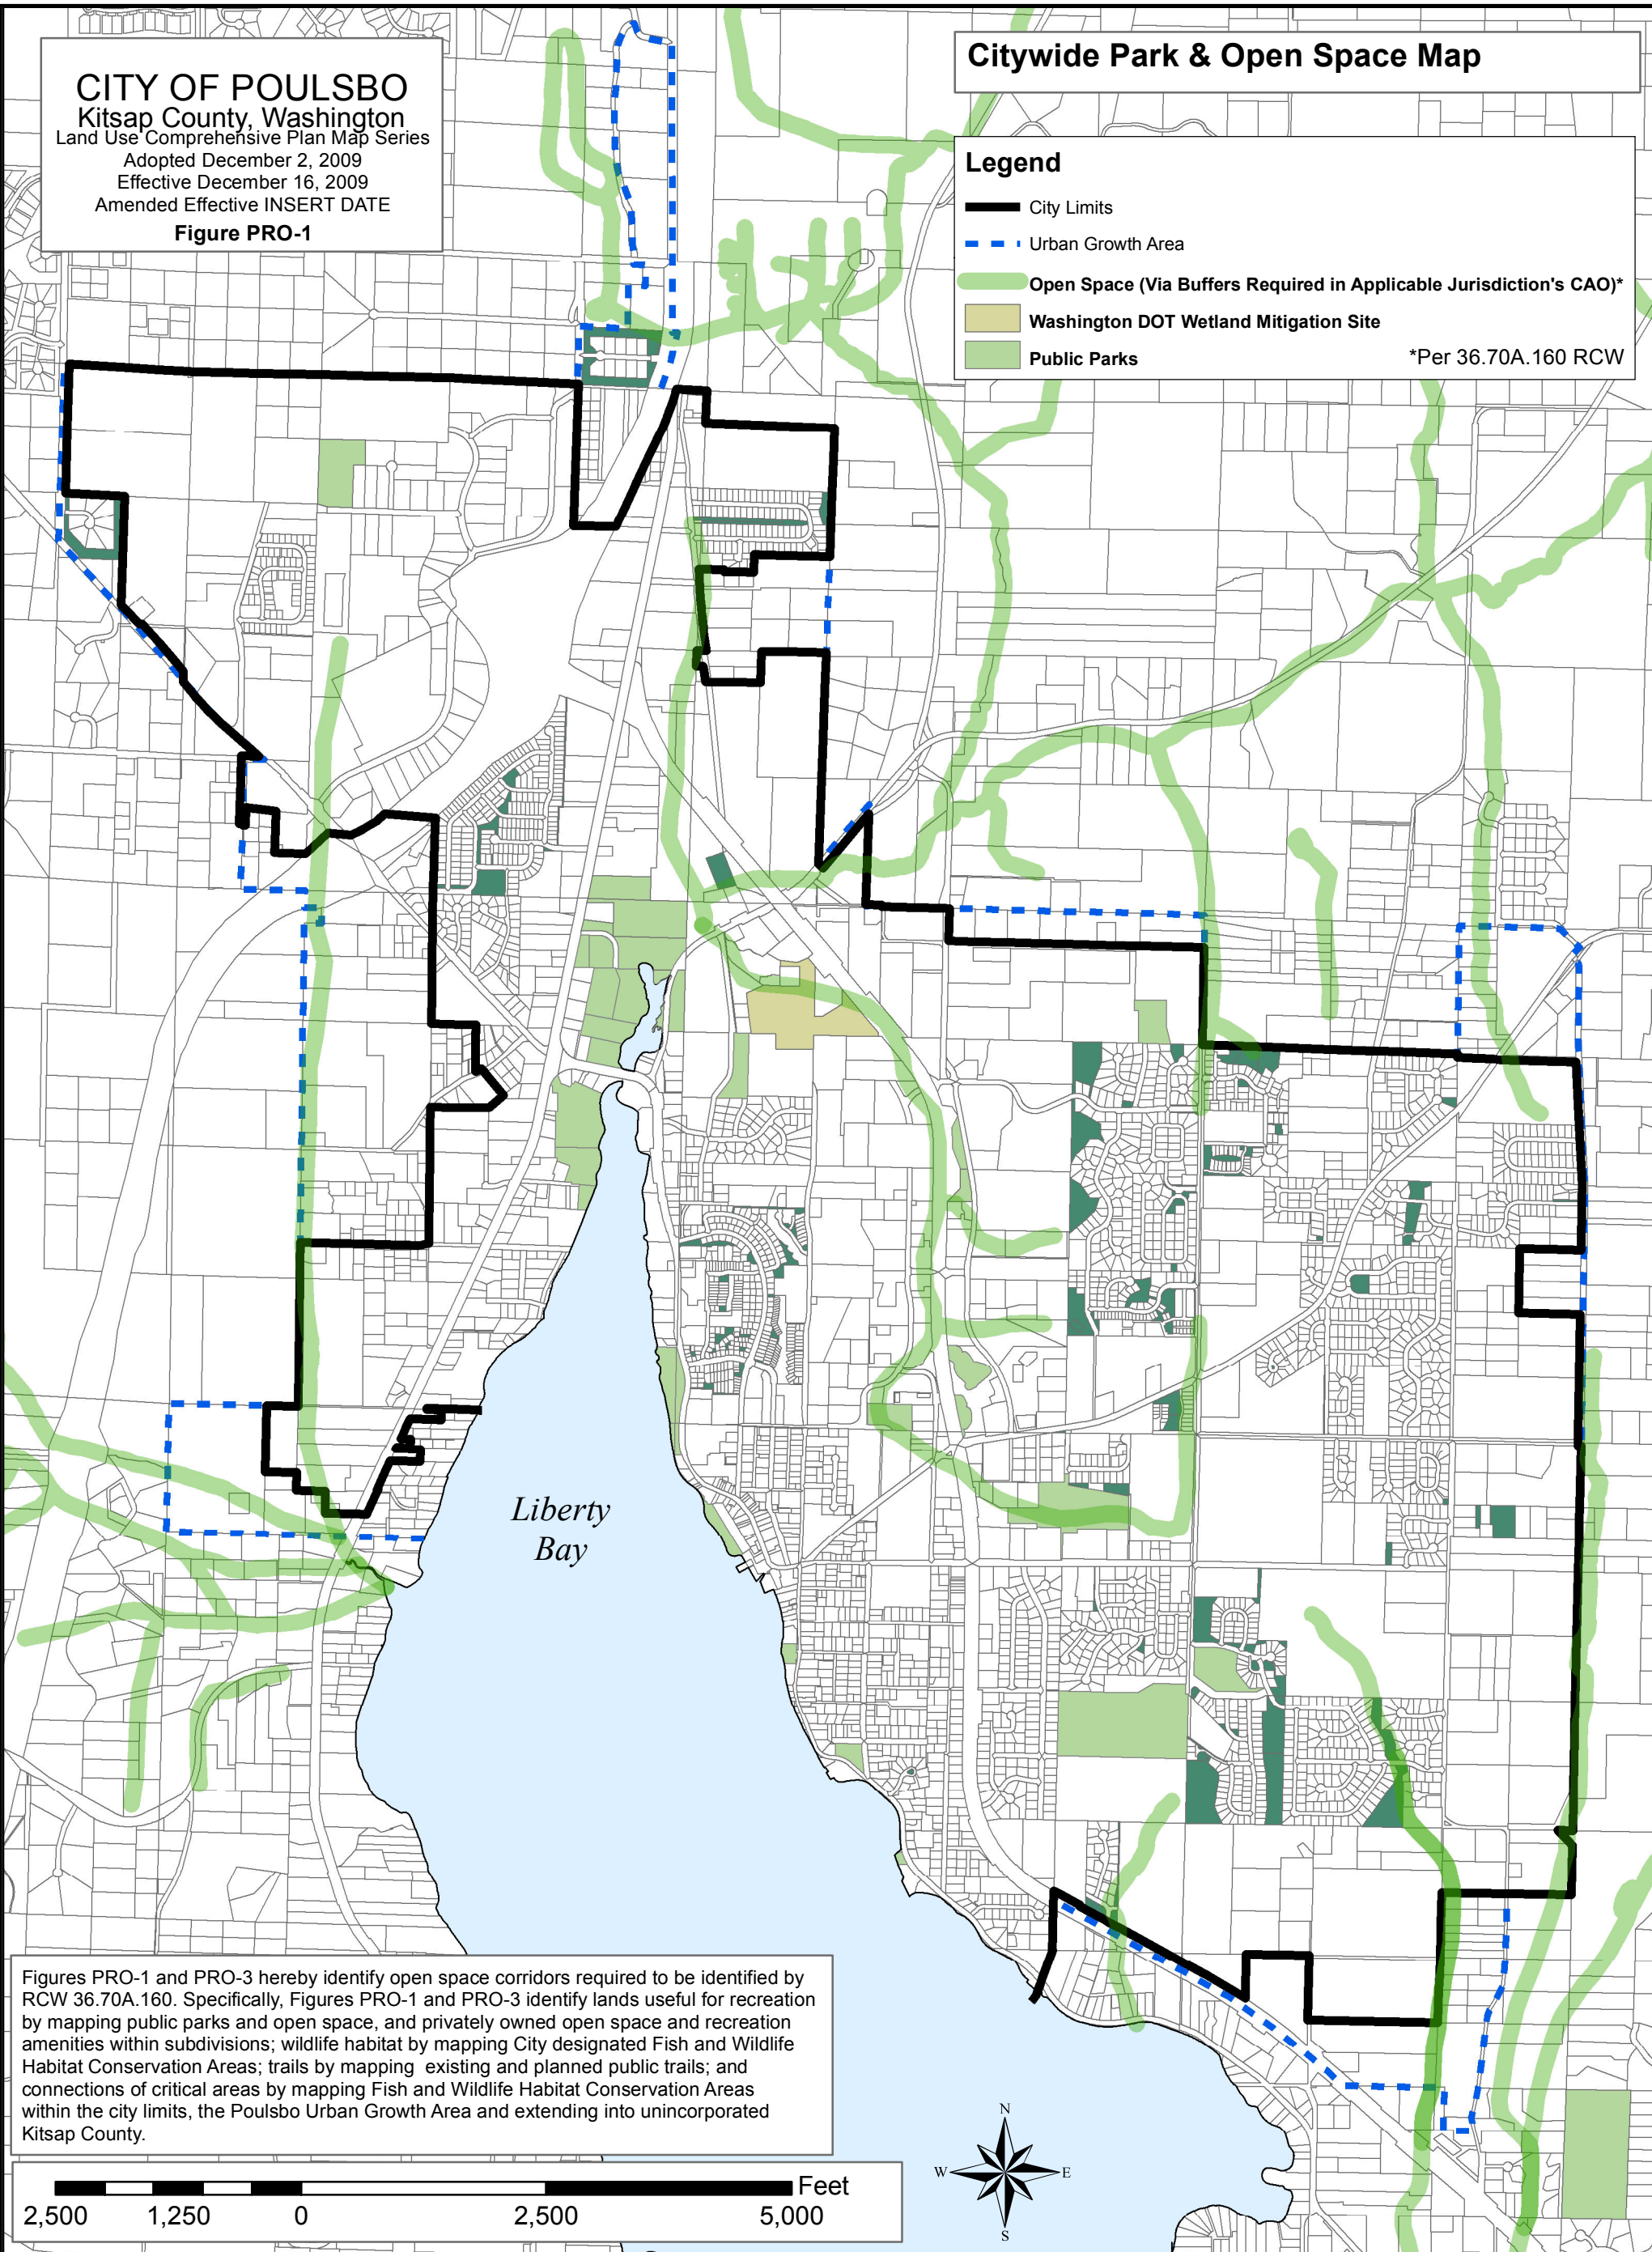 CITY OF POULSBO
Kitsap County, Washington
Land Use Comprehensive Plan Map Series
Adopted December 2, 2009
Effective December 16, 2009
Amended Effective INSERT DATE
Figure PRO-1
Citywide Park & Open Space Map
Legend
City Limits
Urban Growth Area
Open Space (Via Buffers Required in Applicable Jurisdiction's CAO)*
Washington DOT Wetland Mitigation Site
Public Parks
*Per 36.70A.160 RCW
Liberty
Bay
Figures PRO-1 and PRO-3 hereby identify open space corridors required to be identified by
RCW 36.70A.160. Specifically, Figures PRO-1 and PRO-3 identify lands useful for recreation
by mapping public parks and open space, and privately owned open space and recreation
amenities within subdivisions; wildlife habitat by mapping City designated Fish and Wildlife
Habitat Conservation Areas; trails by mapping existing and planned public trails; and
connections of critical areas by mapping Fish and Wildlife Habitat Conservation Areas
within the city limits, the Poulsbo Urban Growth Area and extending into unincorporated
Kitsap County.
N
W E
S
Feet
2,500 1,250 0 2,500 5,000